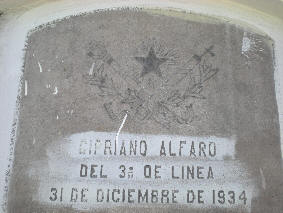 CIPRIANO ALFARO
DEL 3º DE LINEA
31 DE DICIEMBRE DE 1934